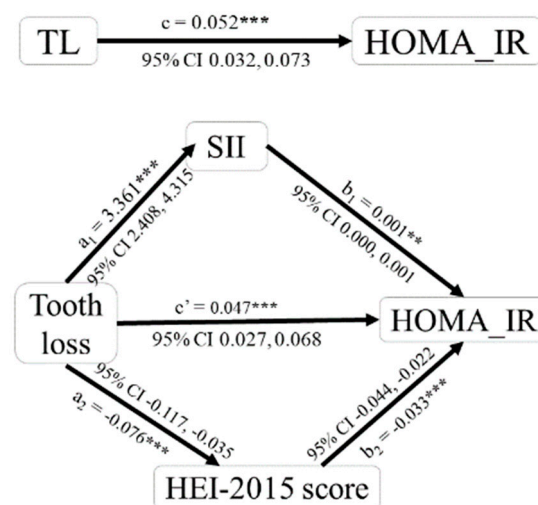 c = 0.052***
TL
HOMA_IR
95% CI 0.032, 0.073
SII
a₁ = 3.361***
95% CI 2.408, 4.315
b₁ = 0.001**
95% CI 0.000, 0.001
Tooth
loss
c’ = 0.047***
95% CI 0.027, 0.068
HOMA_IR
95% CI -0.117, -0.035
a₂ = -0.076***
95% CI -0.044, -0.022
b₂ = -0.033***
HEI-2015 score